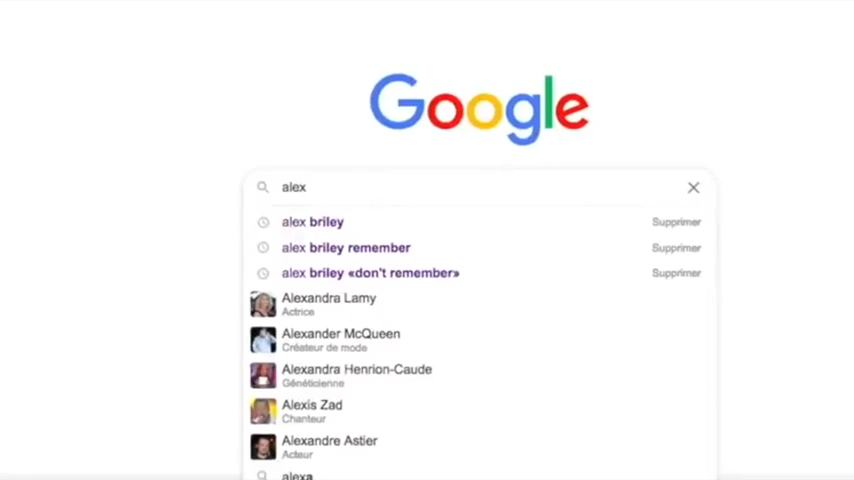 Google
alex
alex briley Supprimer
alex briley remember Supprimer
alex briley «don't remember» Supprimer
Alexandra Lamy
Actrice
Alexander McQueen
Créateur de mode
Alexandra Henrion-Caude
Généticienne
Alexis Zad
Chanteur
Alexandre Astier
Acteur
alexa